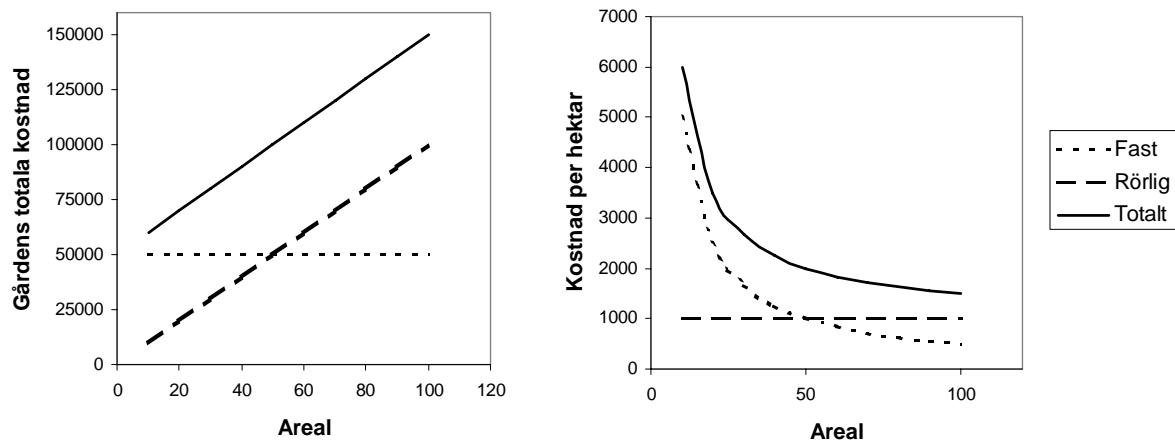 Gårdens totala kostnad
150000
125000
100000
75000
50000
25000
0
0 20 40 60 80 100 120
Areal
Kostnad per hektar
7000
6000
5000
4000
3000
2000
1000
0
0 50 100
Areal
Fast
Rörlig
Totalt